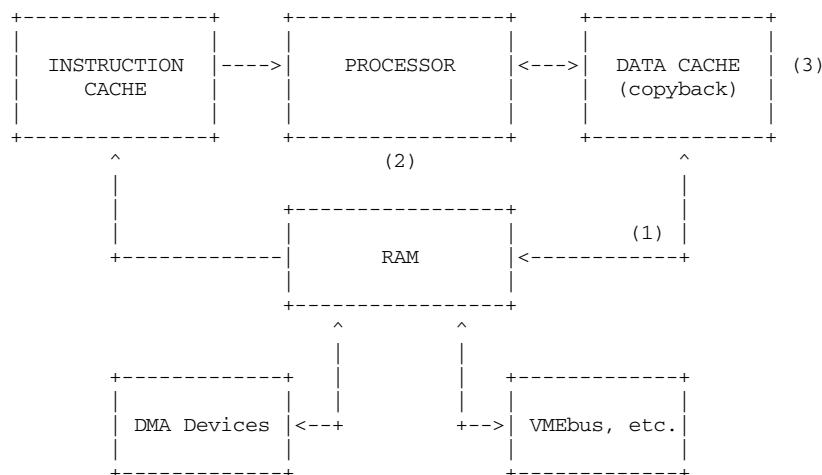 INSTRUCTION CACHE
PROCESSOR
DATA CACHE (copyback)
(3)
(2)
(1)
RAM
DMA Devices
VMEbus, etc.